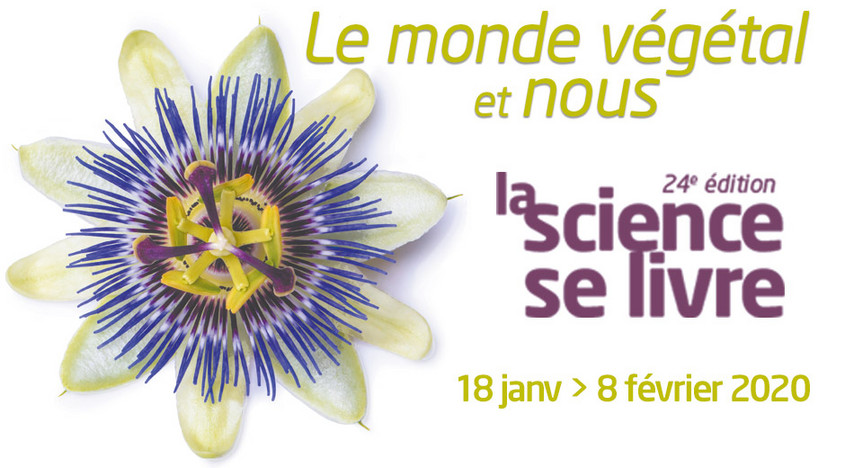 Le monde végétal
et nous
24e édition
la
science
se livre
18 janv > 8 février 2020